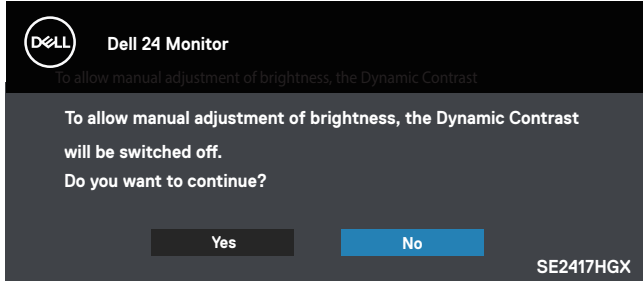 DELL
Dell 24 Monitor
To allow manual adjustment of brightness, the Dynamic Contrast
To allow manual adjustment of brightness, the Dynamic Contrast
will be switched off.
Do you want to continue?
Yes
No
SE2417HGX